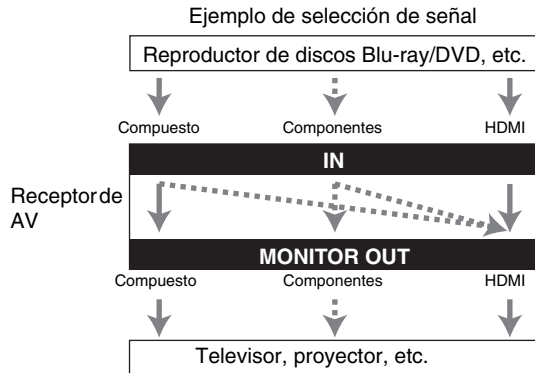 Ejemplo de selección de señal
Reproductor de discos Blu-ray/DVD, etc.
Compuesto Componentes HDMI
IN
Receptor de
AV
MONITOR OUT
Compuesto Componentes HDMI
Televisor, proyector, etc.